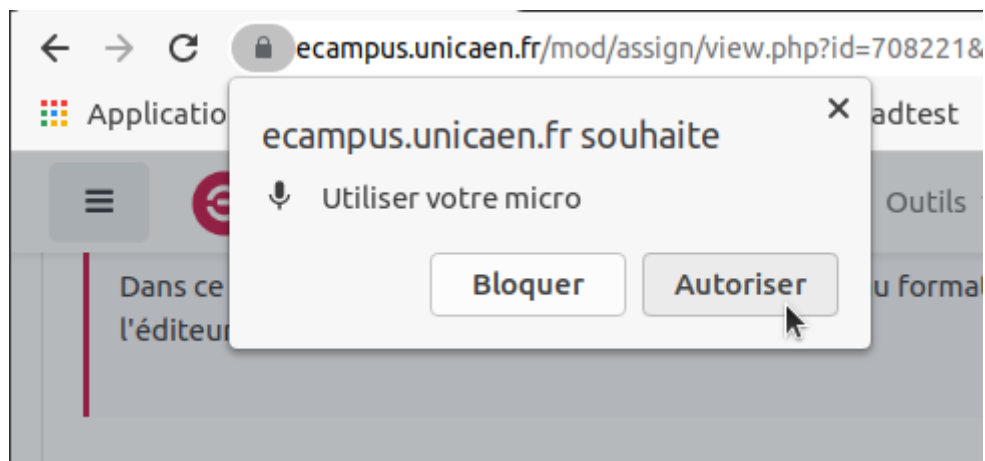 ecampus.unicaen.fr/mod/assign/view.php?id=708221&
Applicatio
adtest
ecampus.unicaen.fr souhaite
Utiliser votre micro
Outils
Bloquer Autoriser
Dans ce u format
l'éditeur